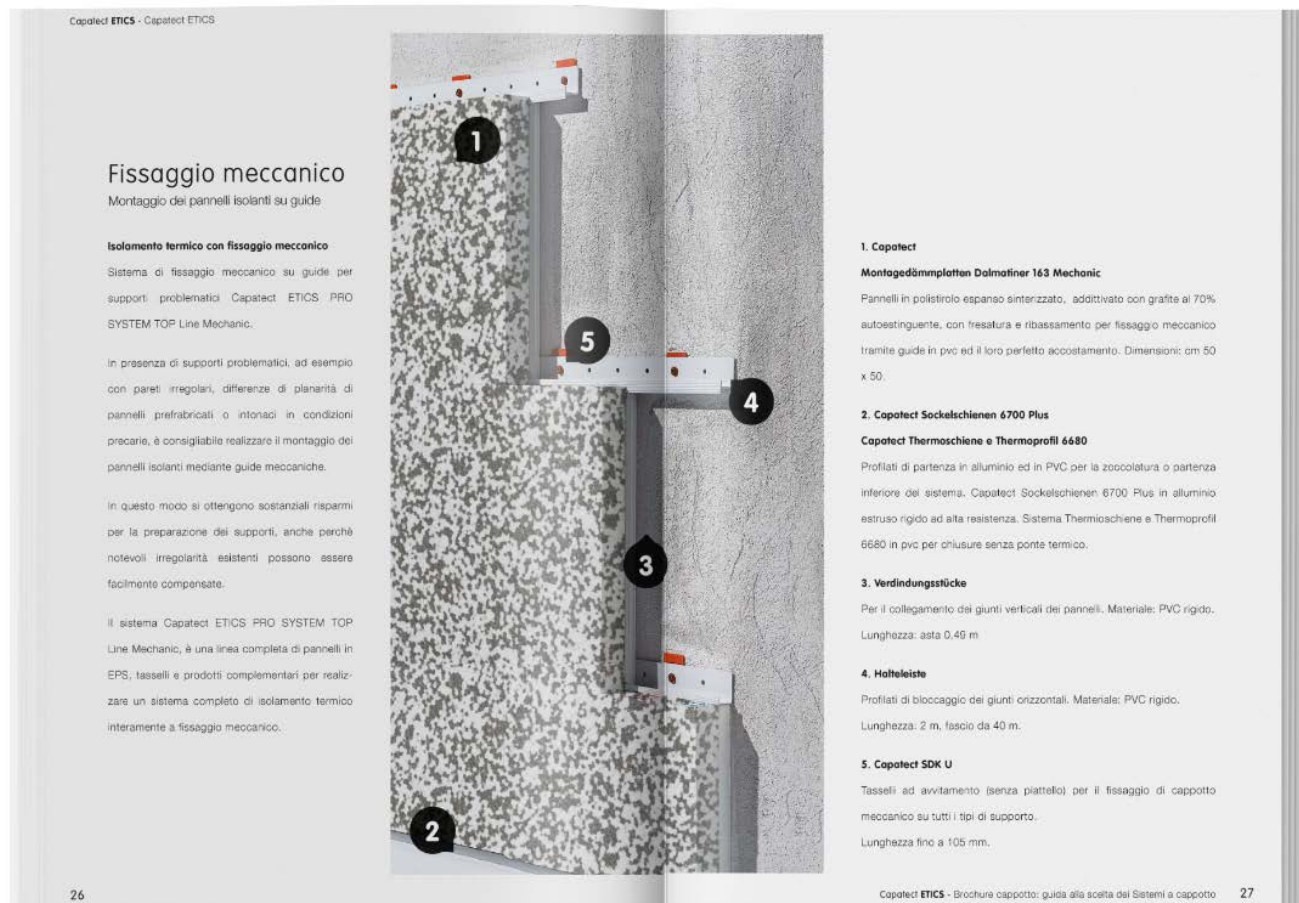 Capatect ETICS - Capatect ETICS
Fissaggio meccanico
Montaggio dei pannelli isolanti su guide
Isolamento termico con fissaggio meccanico
Sistema di fissaggio meccanico su guide per
supporti problematici Capatect ETICS PRO
SYSTEM TOP Line Mechanic.
In presenza di supporti problematici, ad esempio
con pareti irregolari, differenze di planarità di
pannelli prefabbricati o intonaci in condizioni
precarie, è consigliabile realizzare il montaggio dei
pannelli isolanti mediante guide meccaniche.
In questo modo si ottengono sostanziali risparmi
per la preparazione dei supporti, anche perchè
notevoli irregolarità esistenti possono essere
facilmente compensate.
Il sistema Capatect ETICS PRO SYSTEM TOP
Line Mechanic, è una linea completa di pannelli in
EPS, tasselli e prodotti complementari per realiz-
zare un sistema completo di isolamento termico
interamente a fissaggio meccanico.
26
1
5
4
3
2
1. Capatect
Montagedämmplatten Dalmatiner 163 Mechanic
Pannelli in polistirolo espanso sinterizzato, addittivato con grafite al 70%
autoestinguente, con fresatura e ribassamento per fissaggio meccanico
tramite guide in pvc ed il loro perfetto accostamento. Dimensioni: cm 50
x 50.
2. Capatect Sockelschienen 6700 Plus
Capatect Thermoschiene e Thermoprofil 6680
Profilati di partenza in alluminio ed in PVC per la zoccolatura o partenza
inferiore del sistema. Capatect Sockelschienen 6700 Plus in alluminio
estruso rigido ad alta resistenza. Sistema Thermioschiene e Thermoprofil
6680 in pvc per chiusure senza ponte termico.
3. Verdindungsstücke
Per il collegamento dei giunti verticali dei pannelli. Materiale: PVC rigido.
Lunghezza: asta 0,49 m
4. Halteleiste
Profilati di bloccaggio dei giunti orizzontali. Materiale: PVC rigido.
Lunghezza: 2 m, fascio da 40 m.
5. Capatect SDK U
Tasselli ad avvitamento (senza piattello) per il fissaggio di cappotto
meccanico su tutti i tipi di supporto.
Lunghezza fino a 105 mm.
Capatect ETICS - Brochure cappotto: guida alla scelta dei Sistemi a cappotto 27